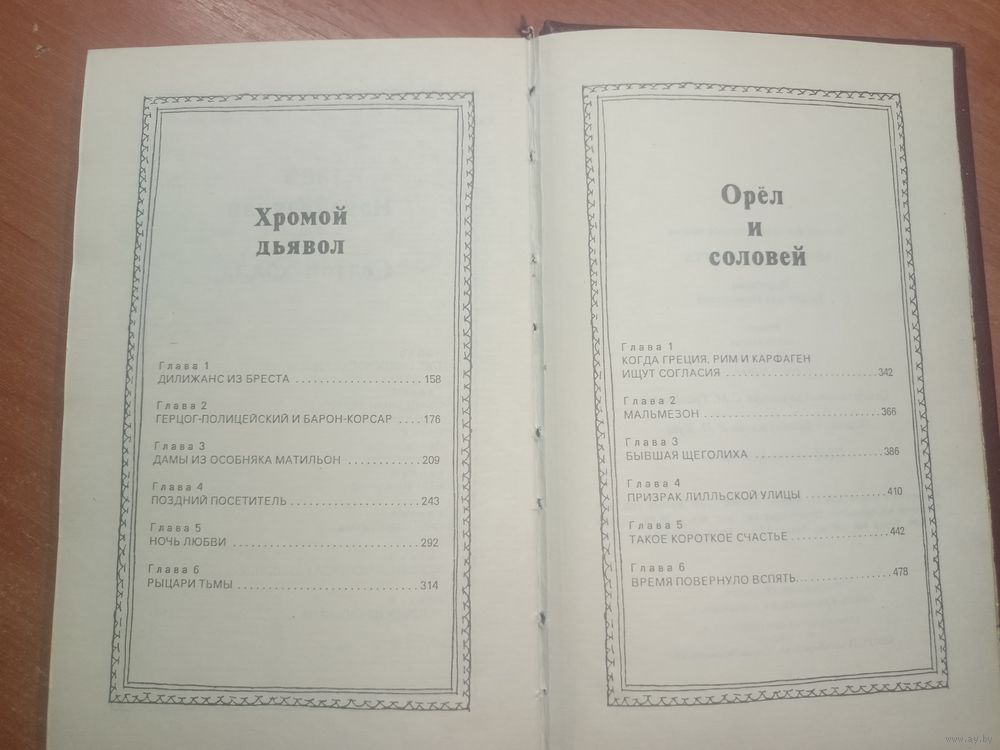 Хромой
дьявол
Глава 1
ДИЛИЖАНС ИЗ БРЕСТА ..................... 158
Глава 2
ГЕРЦОГ-ПОЛИЦЕЙСКИЙ И БАРОН-КОРСАР .... 176
Глава 3
ДАМЫ ИЗ ОСОБНЯКА МАТИЛЬОН ............. 209
Глава 4
ПОЗДНИЙ ПОСЕТИТЕЛЬ ...................... 243
Глава 5
НОЧЬ ЛЮБВИ ............................... 292
Глава 6
РЫЦАРИ ТЬМЫ ............................. 314
Орёл
и
соловей
Глава 1
КОГДА ГРЕЦИЯ, РИМ И КАРФАГЕН
ИЩУТ СОГЛАСИЯ ......................... 342
Глава 2
МАЛЬМЕЗОН ............................. 366
Глава 3
БЫВШАЯ ЩЕГОЛИХА ..................... 386
Глава 4
ПРИЗРАК ЛИЛЛЬСКОЙ УЛИЦЫ ............. 410
Глава 5
ТАКОЕ КОРОТКОЕ СЧАСТЬЕ ............... 442
Глава 6
ВРЕМЯ ПОВЕРНУЛО ВСПЯТЬ ............... 478
www.ay.by